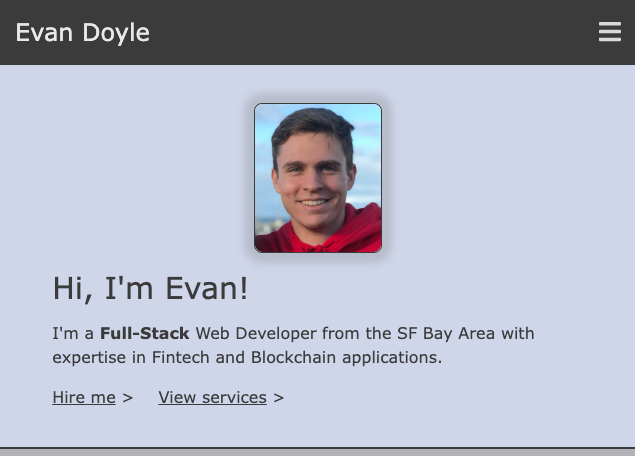 Evan Doyle
Hi, I'm Evan!
I'm a Full-Stack Web Developer from the SF Bay Area with
expertise in Fintech and Blockchain applications.
Hire me > View services >